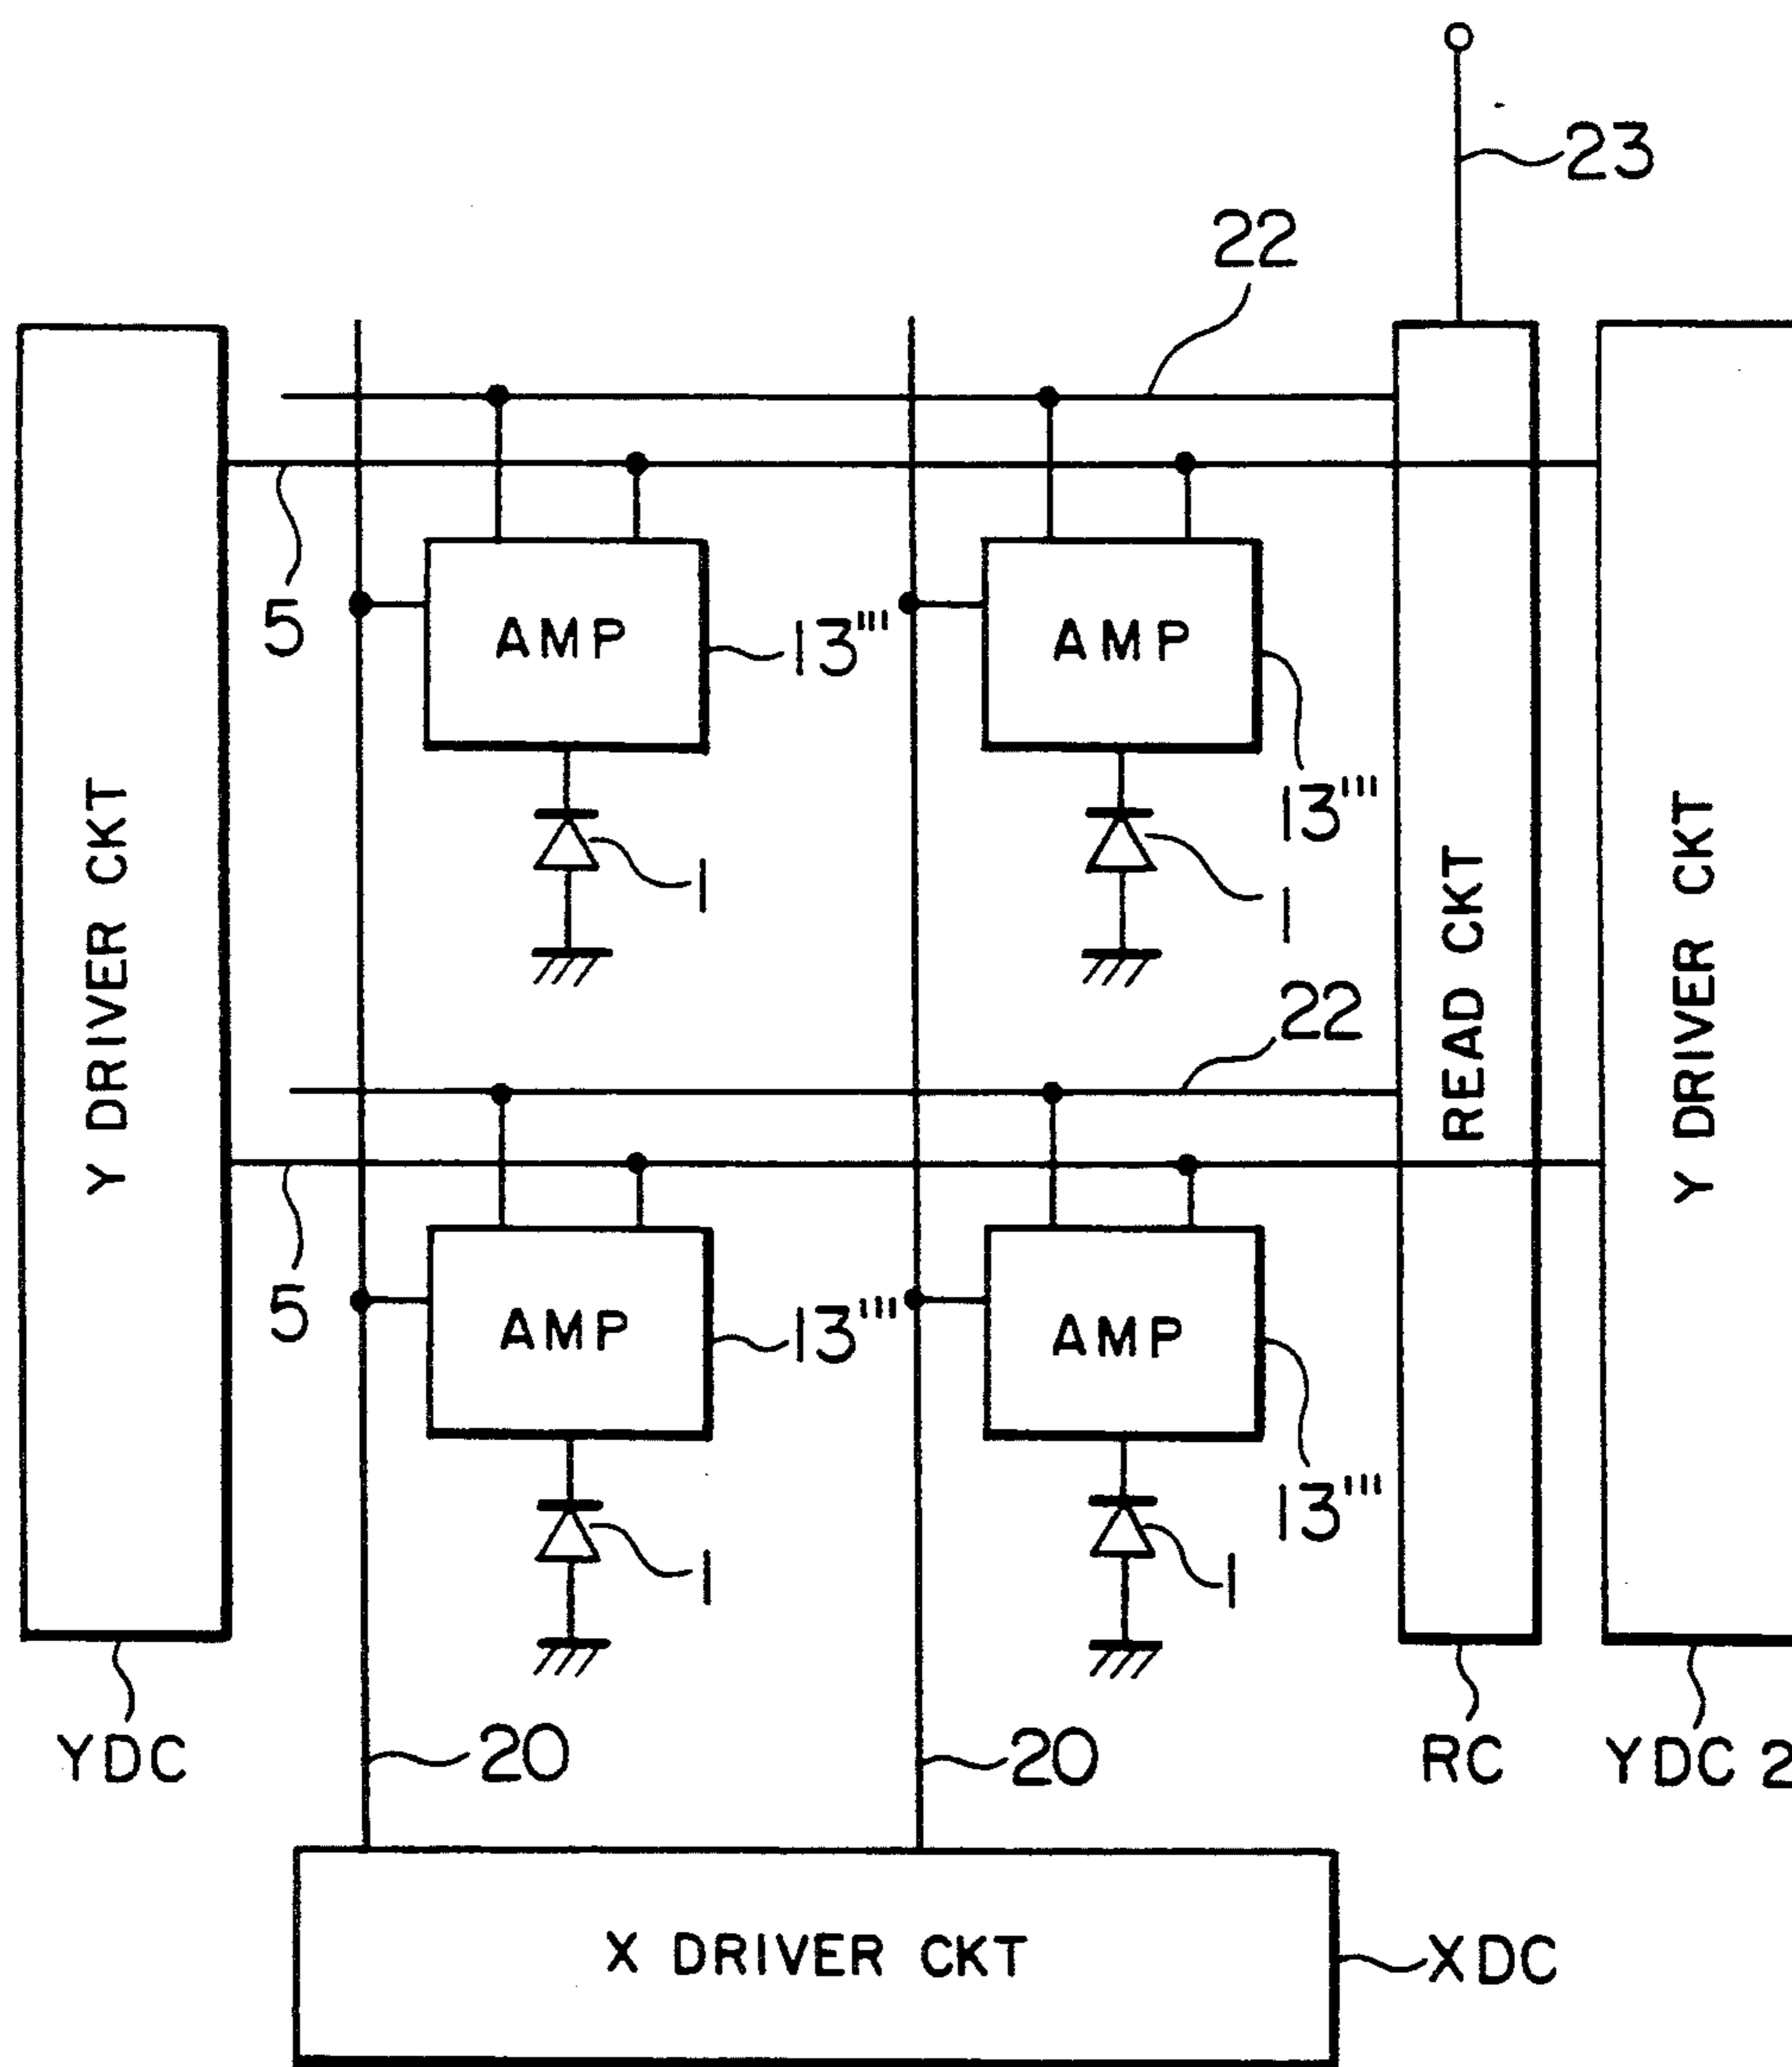 23
22
5
AMP
13'''
AMP
13'''
1
1
Y DRIVER CKT
READ CKT
Y DRIVER CKT
22
5
AMP
13'''
AMP
13'''
1
1
YDC
20
20
RC
YDC 2
X DRIVER CKT
XDC